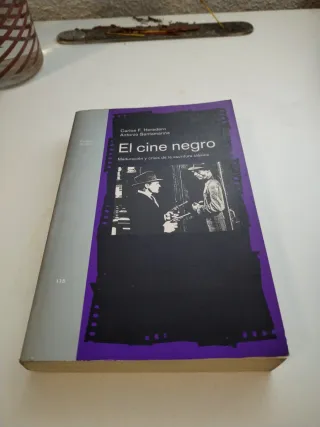 Carlos F. Heredero
Antonio Santamarina
El cine negro
Maduración y crisis de la escritura clásica